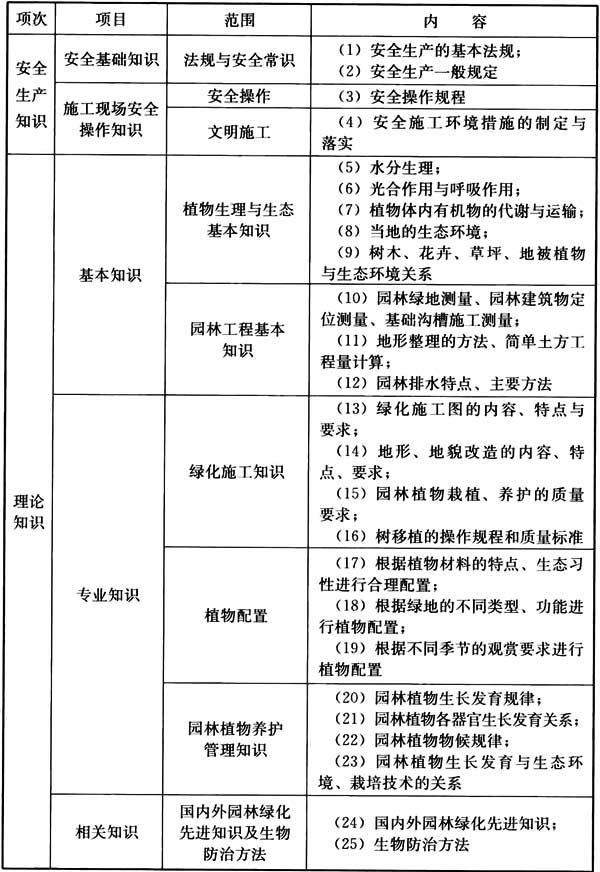 项次 项目 范围 内 容
安全
生产
知识
安全基础知识
法规与安全常识
（1）安全生产的基本法规；
（2）安全生产一般规定
施工现场安全
操作知识
安全操作
（3）安全操作规程
文明施工
（4）安全施工环境措施的制定与
落实
理论
知识
基本知识
植物生理与生态
基本知识
（5）水分生理；
（6）光合作用与呼吸作用；
（7）植物体内有机物的代谢与运输；
（8）当地的生态环境；
（9）树木、花卉、草坪、地被植物
与生态环境关系
园林工程基本
知识
（10）园林绿地测量、园林建筑物定
位测量、基础沟槽施工测量；
（11）地形整理的方法、简单土方工
程量计算；
（12）园林排水特点、主要方法
专业知识
绿化施工知识
（13）绿化施工图的内容、特点与
要求；
（14）地形、地貌改造的内容、特
点、要求；
（15）园林植物栽植、养护的质量
要求；
（16）树移植的操作规程和质量标准
植物配置
（17）根据植物材料的特点、生态习
性进行合理配置；
（18）根据绿地的不同类型、功能进
行植物配置；
（19）根据不同季节的观赏要求进行
植物配置
园林植物养护
管理知识
（20）园林植物生长发育规律；
（21）园林植物各器官生长发育关系；
（22）园林植物物候规律；
（23）园林植物生长发育与生态环
境、栽培技术的关系
相关知识
国内外园林绿化
先进知识及生物
防治方法
（24）国内外园林绿化先进知识；
（25）生物防治方法